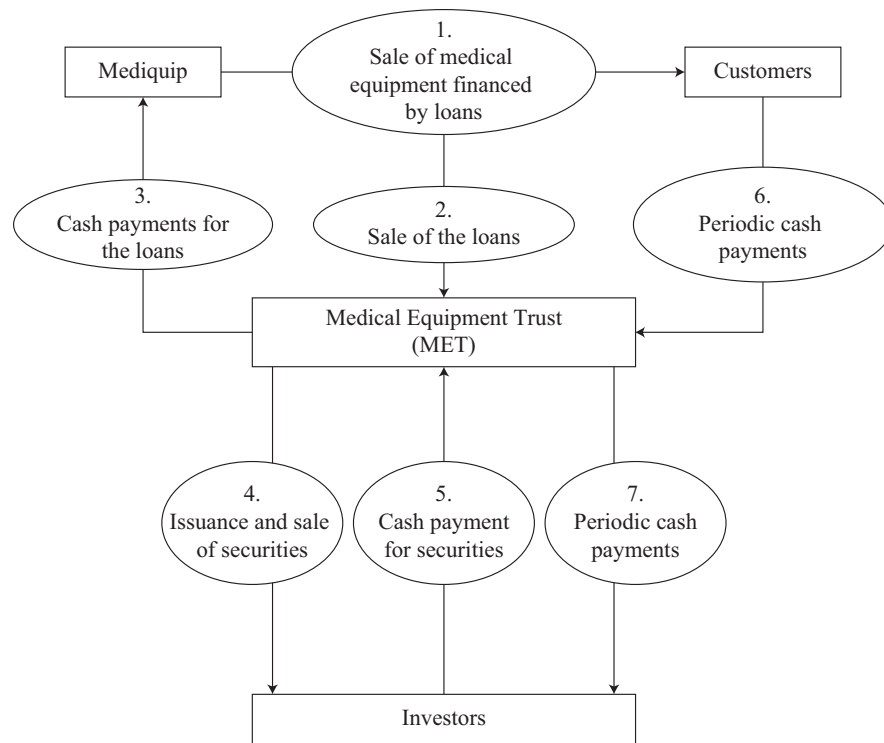 1.
Sale of medical
equipment financed
by loans
Mediquip
Customers
3.
Cash payments for
the loans
2.
Sale of the loans
6.
Periodic cash
payments
Medical Equipment Trust
(MET)
4.
Issuance and sale
of securities
5.
Cash payment
for securities
7.
Periodic cash
payments
Investors